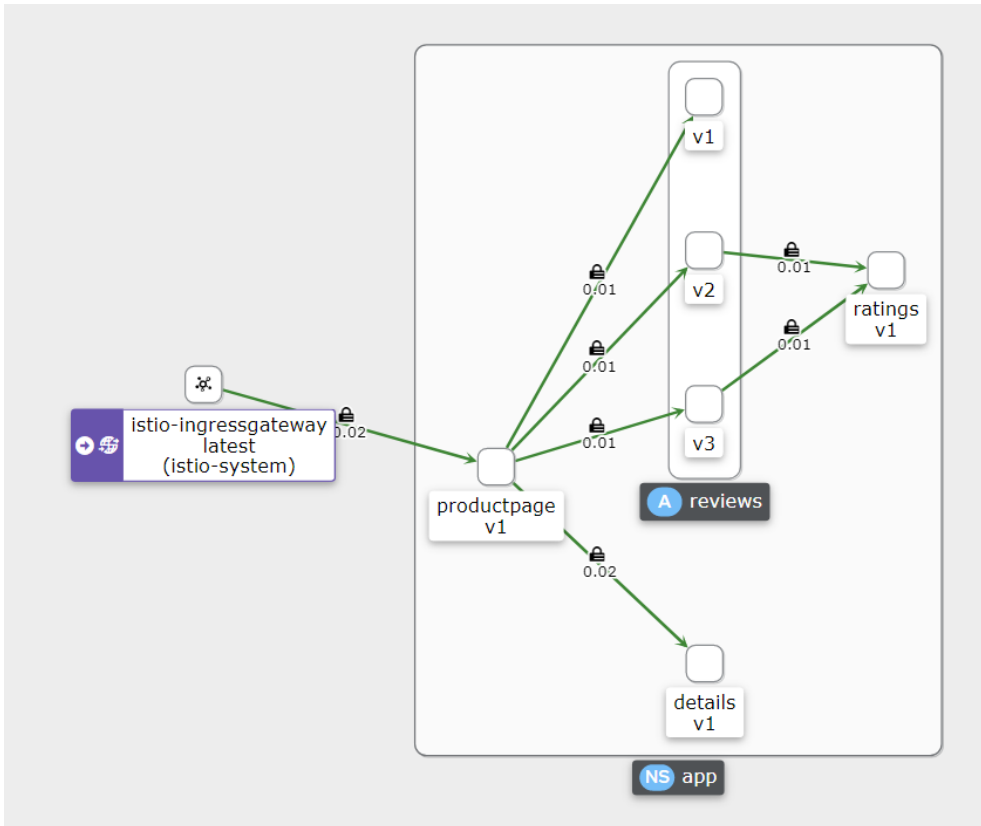 v1
0.01
v2
0.01
0.01
ratings
v1
0.01
0.01
v3
0.01
istio-ingressgateway
latest
(istio-system)
0.02
productpage
v1
A reviews
0.02
details
v1
NS app